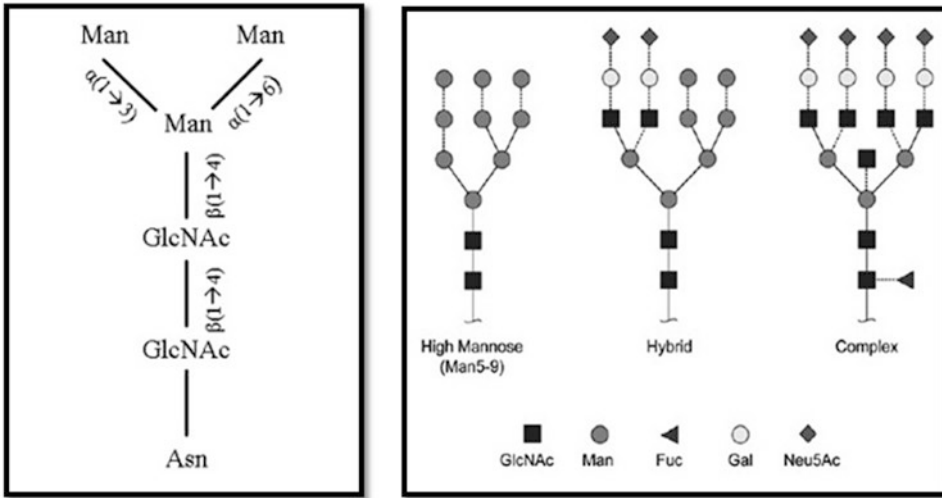 Man Man
α(1→3) α(1→6)
Man
β(1→4)
GlcNAc
β(1→4)
GlcNAc
Asn
High Mannose
(Man5-9)
Hybrid
Complex
GlcNAc Man Fuc Gal Neu5Ac